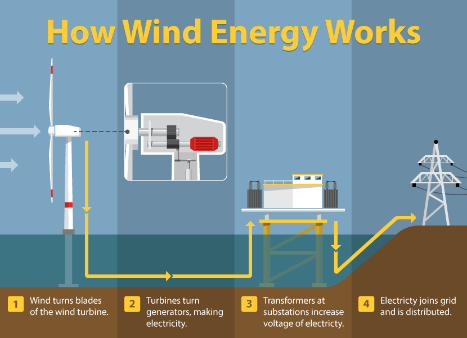 How Wind Energy Works
1
Wind turns blades
of the wind turbine.
2
Turbines turn
generators, making
electricity.
3
Transformers at
substations increase
voltage of electricty.
4
Electricty joins grid
and is distributed.